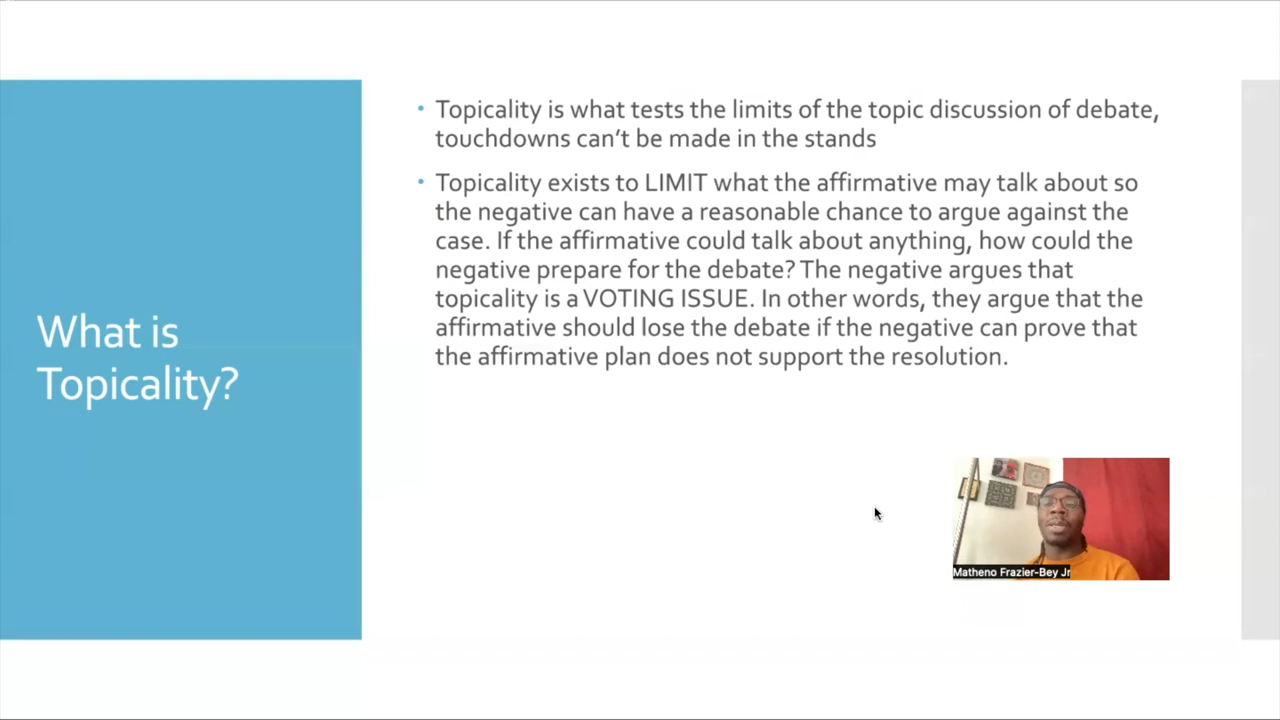 What is
Topicality?
• Topicality is what tests the limits of the topic discussion of debate,
touchdowns can’t be made in the stands
• Topicality exists to LIMIT what the affirmative may talk about so
the negative can have a reasonable chance to argue against the
case. If the affirmative could talk about anything, how could the
negative prepare for the debate? The negative argues that
topicality is a VOTING ISSUE. In other words, they argue that the
affirmative should lose the debate if the negative can prove that
the affirmative plan does not support the resolution.
Matheno Frazier-Bey Jr